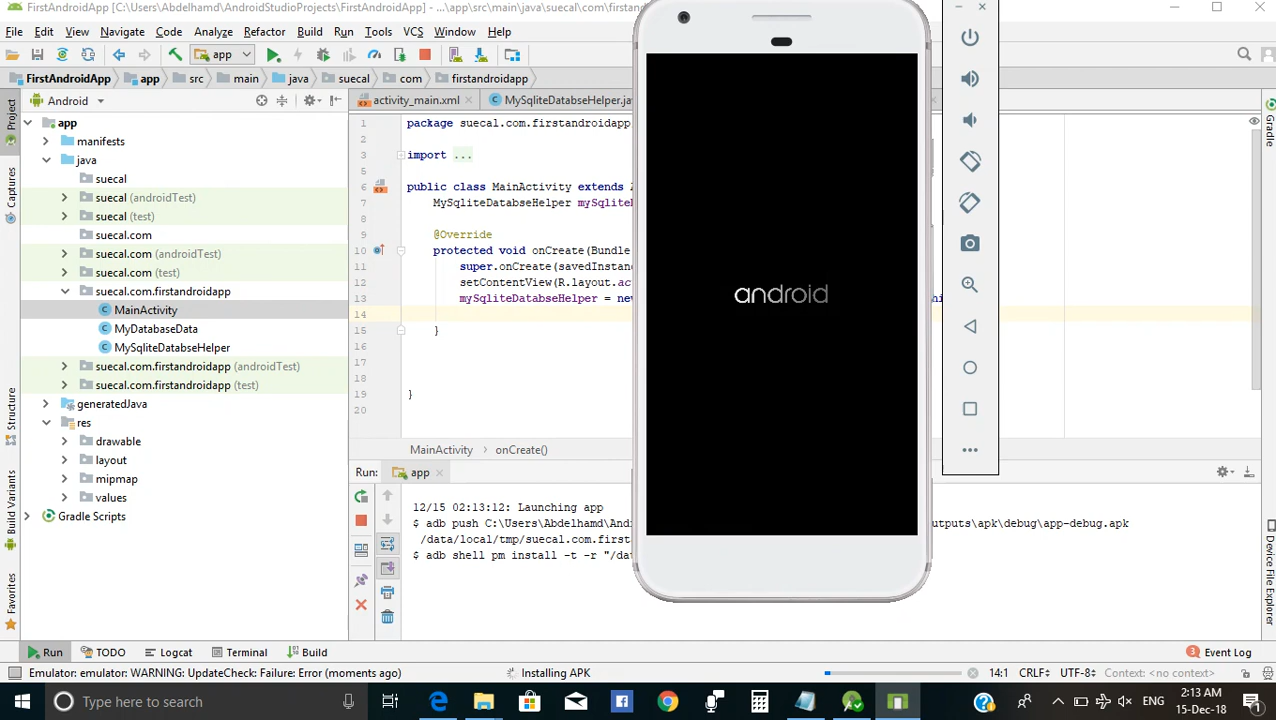 FirstAndroidApp [C:\Users\Abdelhamd\AndroidStudioProjects\FirstAndroidApp] - ...\app\src\main\java\suecal\com\firstan
File Edit View Navigate Code Analyze Refactor Build Run Tools VCS Window Help
app
FirstAndroidApp app src main java suecal com firstandroidapp
Android
activity_main.xml
MySqliteDatabseHelper.ja
app
manifests
java
suecal
suecal (androidTest)
suecal (test)
suecal.com
suecal.com (androidTest)
suecal.com (test)
suecal.com.firstandroidapp
MainActivity
MyDatabaseData
MySqliteDatabseHelper
suecal.com.firstandroidapp (androidTest)
suecal.com.firstandroidapp (test)
generatedJava
res
drawable
layout
mipmap
values
Gradle Scripts
Project
Captures
Structure
Build Variants
Favorites
1 package suecal.com.firstandroidapp
2
3 import ...
5
6 public class MainActivity extends
7 MySqliteDatabseHelper mySqlite
8
9 @Override
10 protected void onCreate(Bundle
11 super.onCreate(savedInstan
12 setContentView(R.layout.ac
13 mySqliteDatabseHelper = new hi
14
15 }
16
17
18
19 }
20
MainActivity onCreate()
android
Gradle
Device File Explorer
Run: app
12/15 02:13:12: Launching app
$ adb push C:\Users\Abdelhamd\And outputs\apk\debug\app-debug.apk
/data/local/tmp/suecal.com.first
$ adb shell pm install -t -r "/da
Run TODO Logcat Terminal Build
3 Event Log
Emulator: emulator: WARNING: UpdateCheck: Failure: Error (moments ago)
Installing APK
14:1 CRLF UTF-8 Context: <no context>
Type here to search
ENG
2:13 AM
15-Dec-18
1